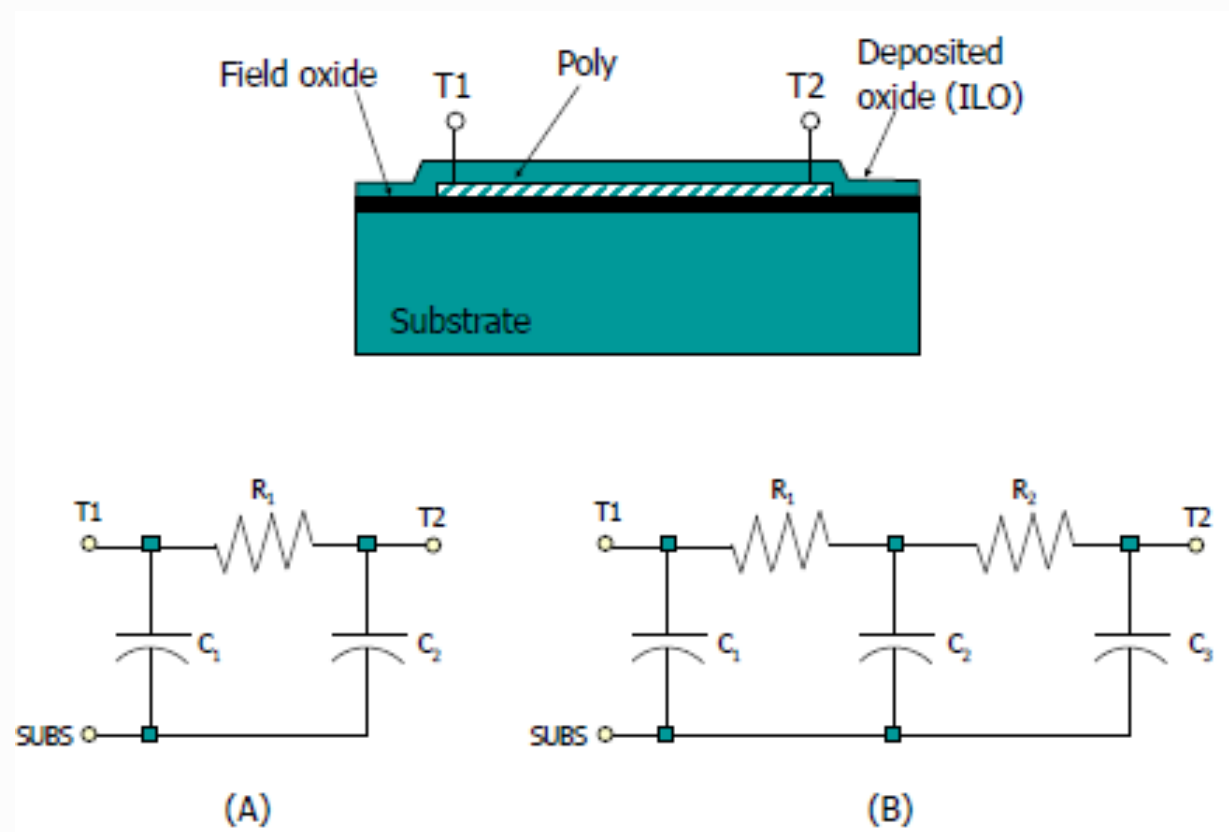 Field oxide
T1
Poly
T2
Deposited
oxide (ILO)
Substrate
T1
R₁
T2
C₁
C₂
SUBS
(A)
T1
R₁
R₂
T2
C₁
C₂
C₃
SUBS
(B)